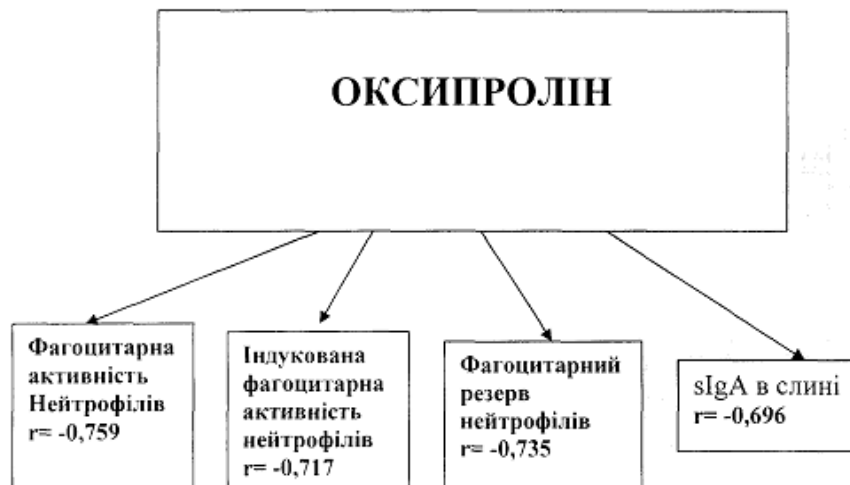 ОКСИПРОЛІН
Фагоцитарна
активність
Нейтрофілів
r= -0,759
Індукована
фагоцитарна
активність
нейтрофілів
r= -0,717
Фагоцитарний
резерв
нейтрофілів
r= -0,735
sIgA в слині
r= -0,696